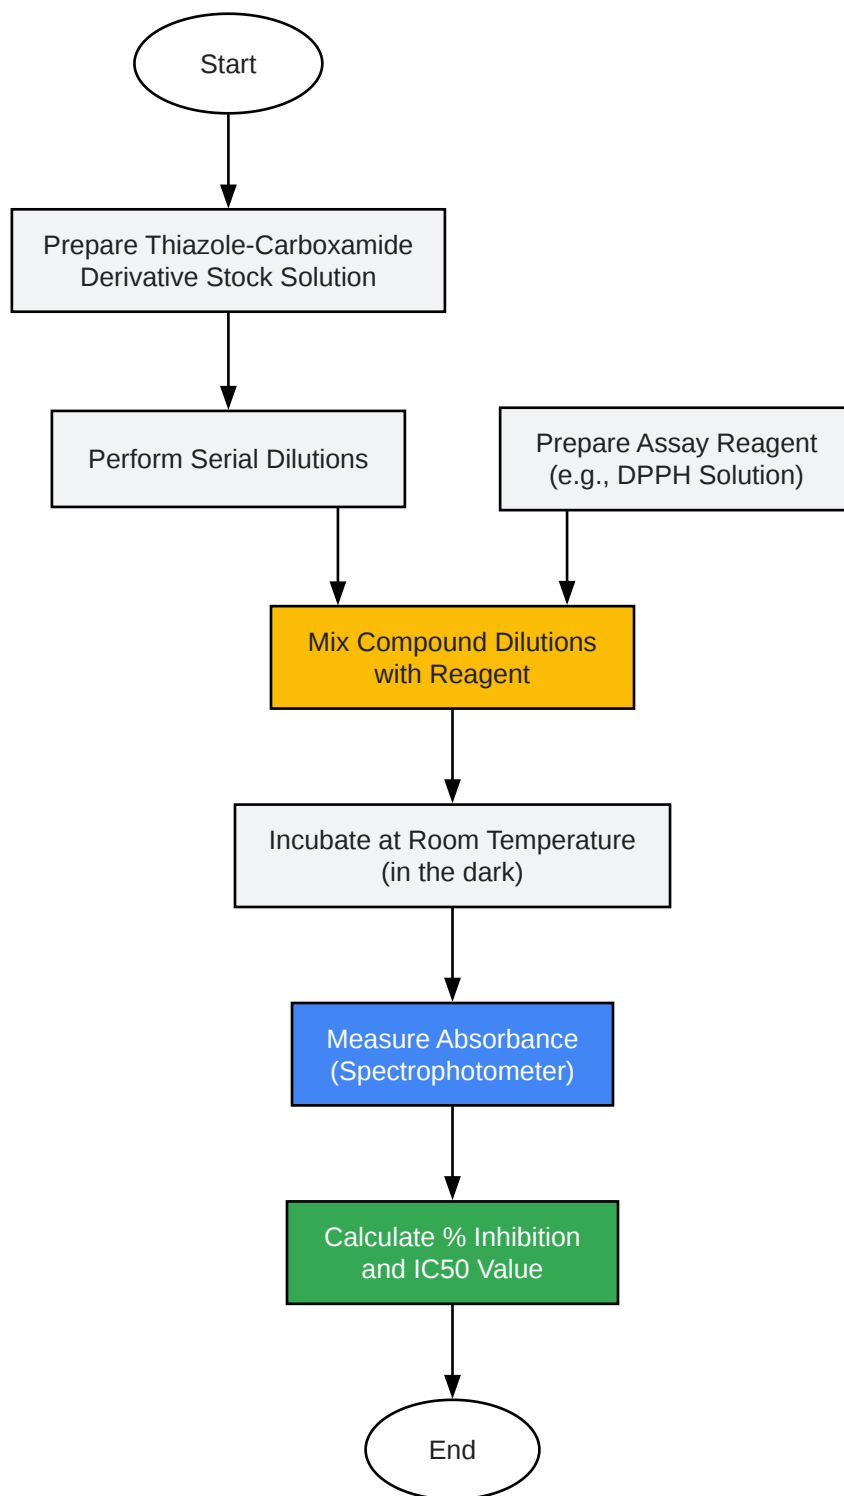 Start
Prepare Thiazole-Carboxamide
Derivative Stock Solution
Perform Serial Dilutions
Prepare Assay Reagent
(e.g., DPPH Solution)
Mix Compound Dilutions
with Reagent
Incubate at Room Temperature
(in the dark)
Measure Absorbance
(Spectrophotometer)
Calculate % Inhibition
and IC50 Value
End